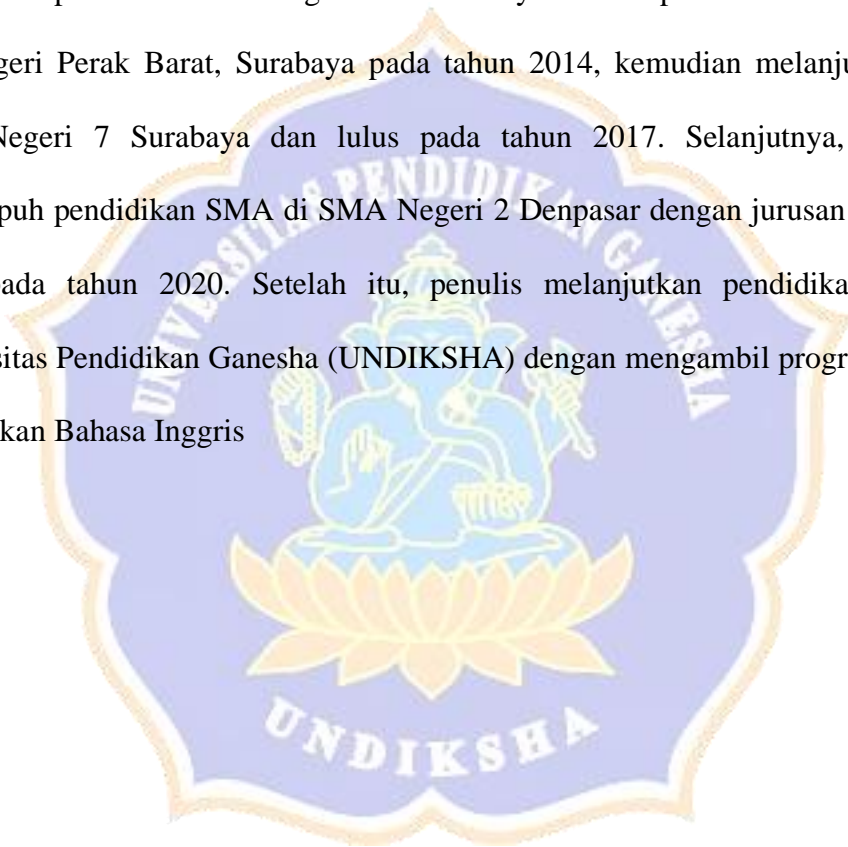 geri Perak Barat, Surabaya pada tahun 2014, kemudian melanju
Negeri 7 Surabaya dan lulus pada tahun 2017. Selanjutnya,
puh pendidikan SMA di SMA Negeri 2 Denpasar dengan jurusan
ada tahun 2020. Setelah itu, penulis melanjutkan pendidika
sitas Pendidikan Ganesha (UNDIKSHA) dengan mengambil progr
kan Bahasa Inggris
UNIVERSITAS PENDIDIKAN GANESHA
UNDIKSHA